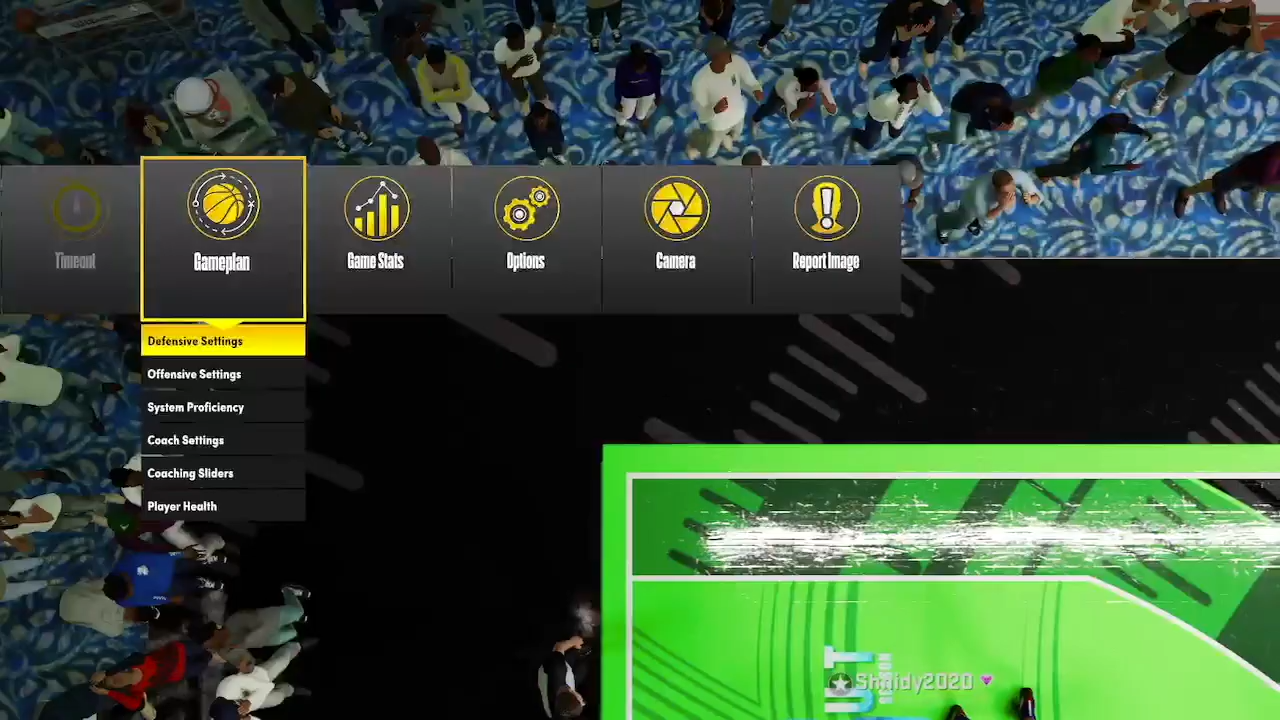 Timeout
Gameplan
Game Stats
Options
Camera
Report Image
Defensive Settings
Offensive Settings
System Proficiency
Coach Settings
Coaching Sliders
Player Health
Shhidy2020